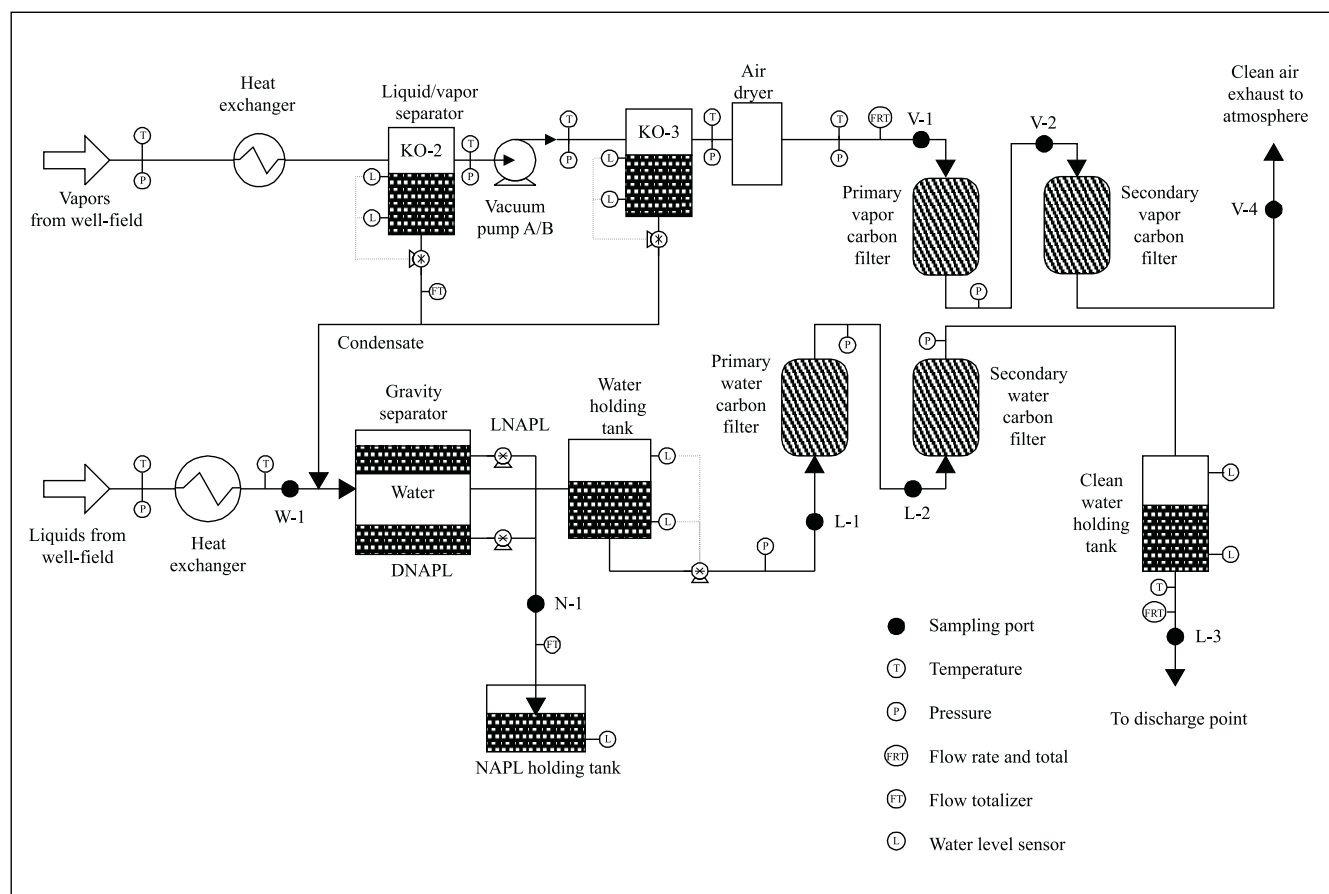 Heat
exchanger
Liquid/vapor
separator
Air
dryer
Clean air
exhaust to
atmosphere
T
P
KO-2
L
L
T
P
Vacuum
pump A/B
T
P
KO-3
L
L
T
P
T
P
FRT
V-1
V-2
V-4
Vapors
from well-field
FT
Primary
vapor
carbon
filter
P
Secondary
vapor
carbon
filter
Condensate
Gravity
separator
LNAPL
Water
holding
tank
Primary
water
carbon
filter
P
P
Secondary
water
carbon
filter
T
P
T
W-1
Water
L
L
L-1
L-2
Clean
water
holding
tank
L
L
Liquids from
well-field
Heat
exchanger
DNAPL
P
T
FRT
L-3
N-1
FT
L
NAPL holding tank
To discharge point
Sampling port
T
Temperature
P
Pressure
FRT
Flow rate and total
FT
Flow totalizer
L
Water level sensor